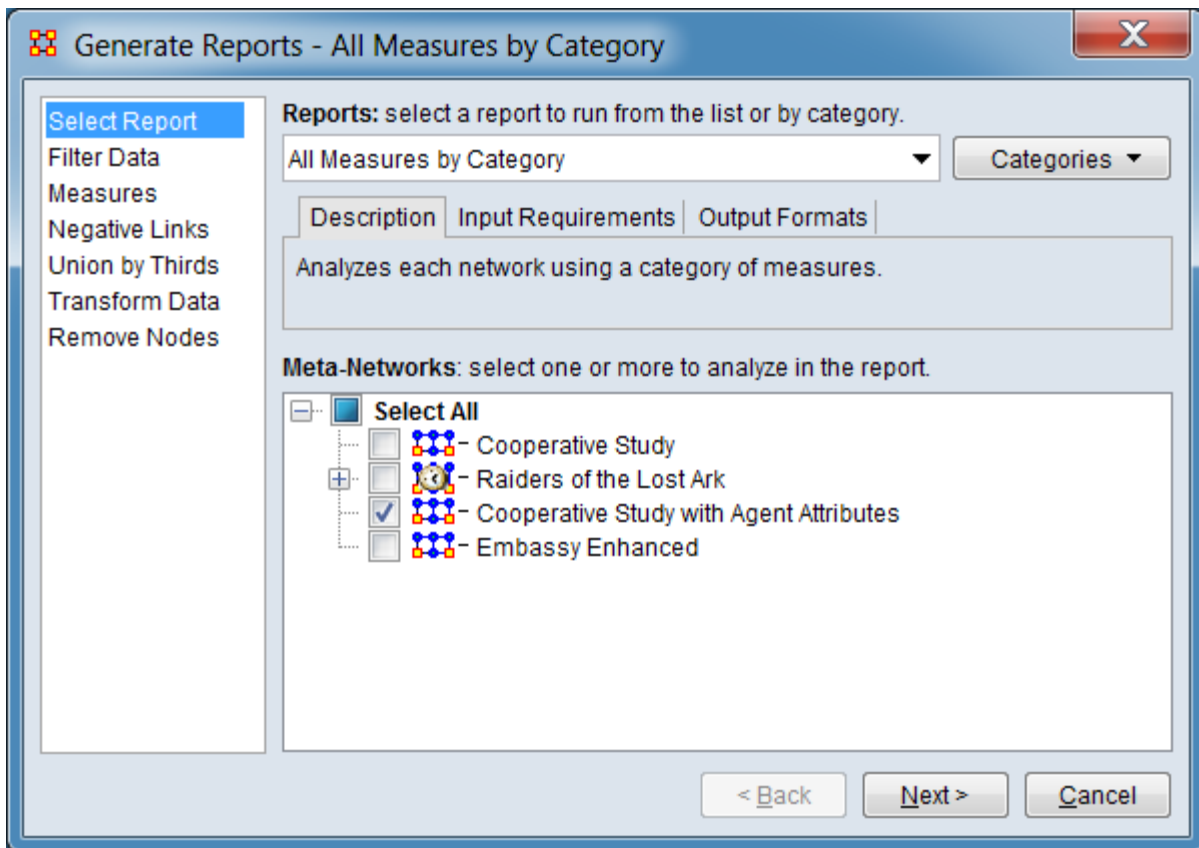 Generate Reports - All Measures by Category
X
Select Report
Filter Data
Measures
Negative Links
Union by Thirds
Transform Data
Remove Nodes
Reports: select a report to run from the list or by category.
All Measures by Category
Categories
Description
Input Requirements
Output Formats
Analyzes each network using a category of measures.
Meta-Networks: select one or more to analyze in the report.
Select All
Cooperative Study
Raiders of the Lost Ark
Cooperative Study with Agent Attributes
Embassy Enhanced
< Back
Next >
Cancel